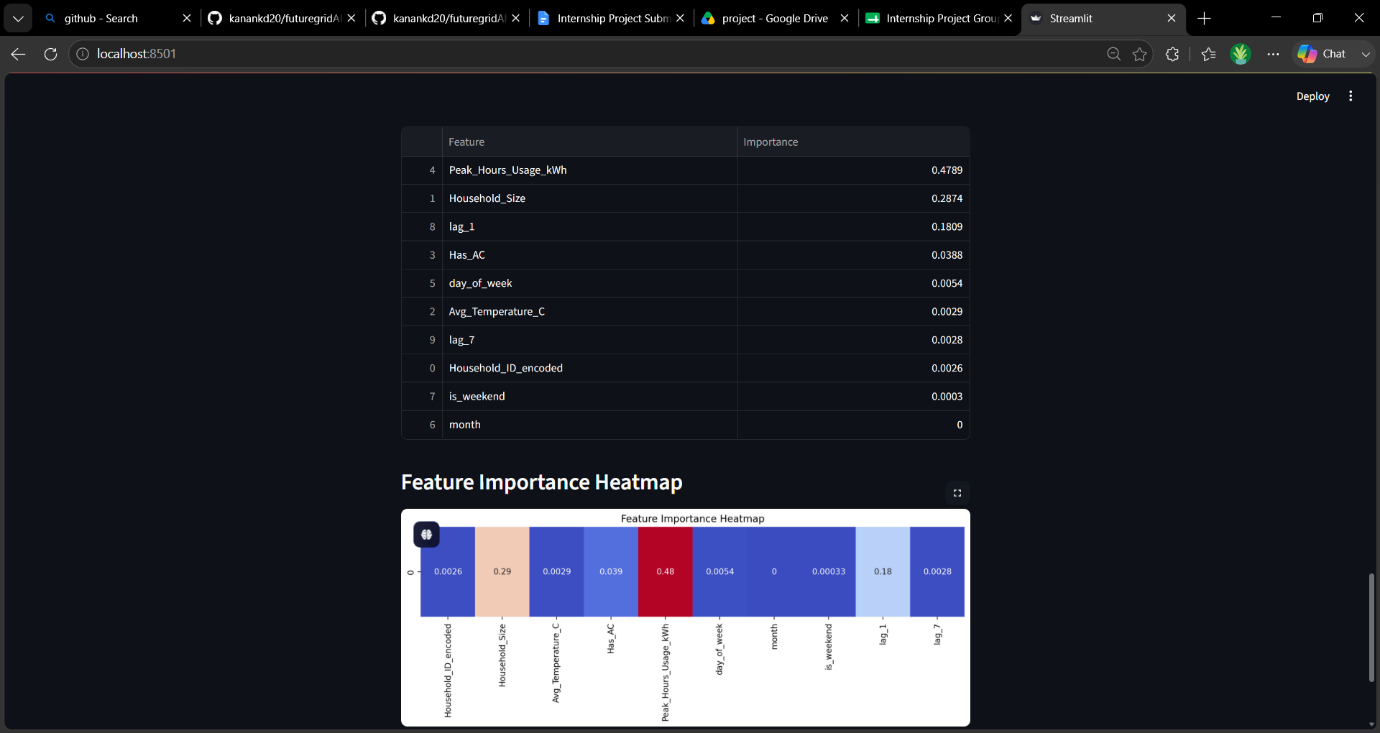 github - Search
kanankd20/futuregridAI
kanankd20/futuregridAI
Internship Project Subm
project - Google Drive
Internship Project Group
Streamlit
localhost:8501
Chat
Deploy
Feature Importance
4 Peak_Hours_Usage_kWh 0.4789
1 Household_Size 0.2874
8 lag_1 0.1809
3 Has_AC 0.0388
5 day_of_week 0.0054
2 Avg_Temperature_C 0.0029
9 lag_7 0.0028
0 Household_ID_encoded 0.0026
7 is_weekend 0.0003
6 month 0
Feature Importance Heatmap
Feature Importance Heatmap
0 0.0026 0.29 0.0029 0.039 0.48 0.0054 0 0.00033 0.18 0.0028
Household_ID_encoded
Household_Size
Avg_Temperature_C
Has_AC
Peak_Hours_Usage_kWh
day_of_week
month
is_weekend
lag_1
lag_7